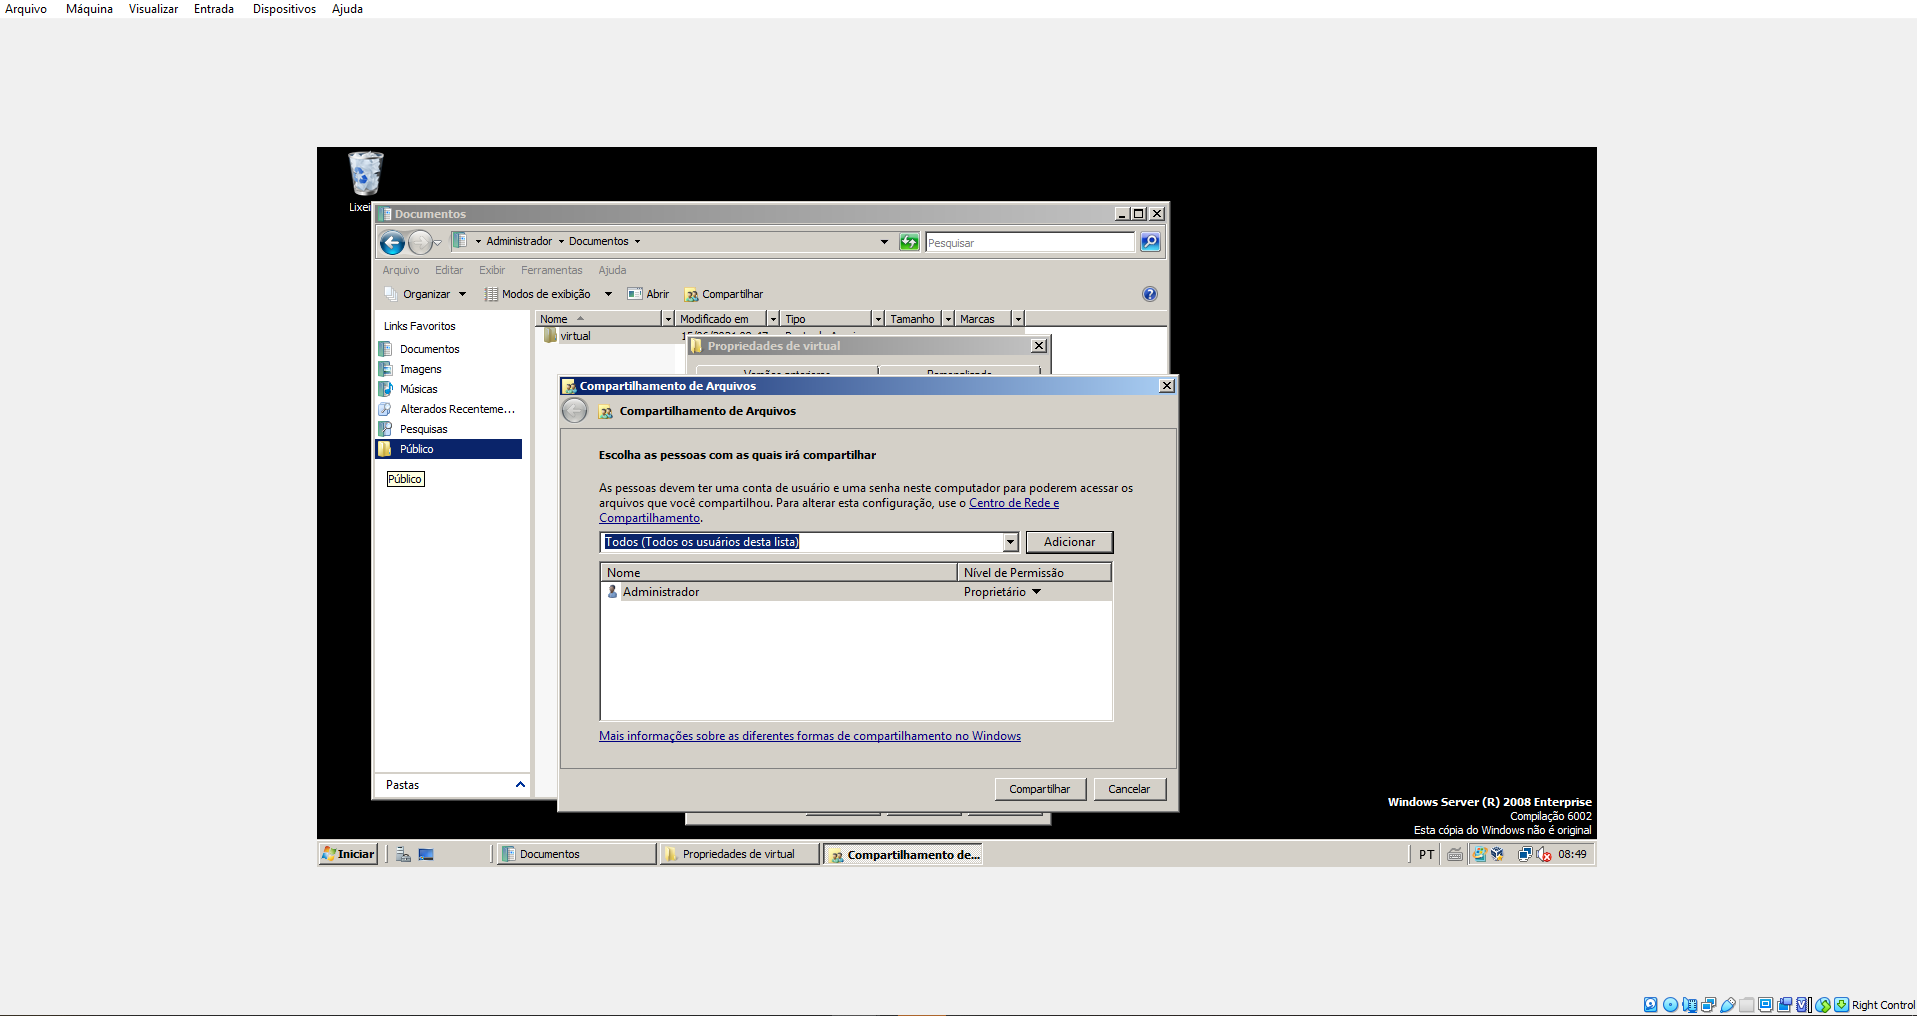 Arquivo Máquina Visualizar Entrada Dispositivos Ajuda
Documentos
Administrador Documentos
Pesquisar
Arquivo Editar Exibir Ferramentas Ajuda
Organizar Modos de exibição Abrir Compartilhar
Links Favoritos
Documentos
Imagens
Músicas
Alterados Recenteme...
Pesquisas
Público
Público
Pastas
Nome Modificado em Tipo Tamanho Marcas
virtual
Propriedades de virtual
Versões anteriores Personalizado
Compartilhamento de Arquivos
Compartilhamento de Arquivos
Escolha as pessoas com as quais irá compartilhar
As pessoas devem ter uma conta de usuário e uma senha neste computador para poderem acessar os
arquivos que você compartilhou. Para alterar esta configuração, use o Centro de Rede e
Compartilhamento.
Todos (Todos os usuários desta lista) Adicionar
Nome Nível de Permissão
Administrador Proprietário
Mais informações sobre as diferentes formas de compartilhamento no Windows
Compartilhar Cancelar
Windows Server (R) 2008 Enterprise
Compilação 6002
Esta cópia do Windows não é original
Iniciar Documentos Propriedades de virtual Compartilhamento de... PT 08:49
Right Control